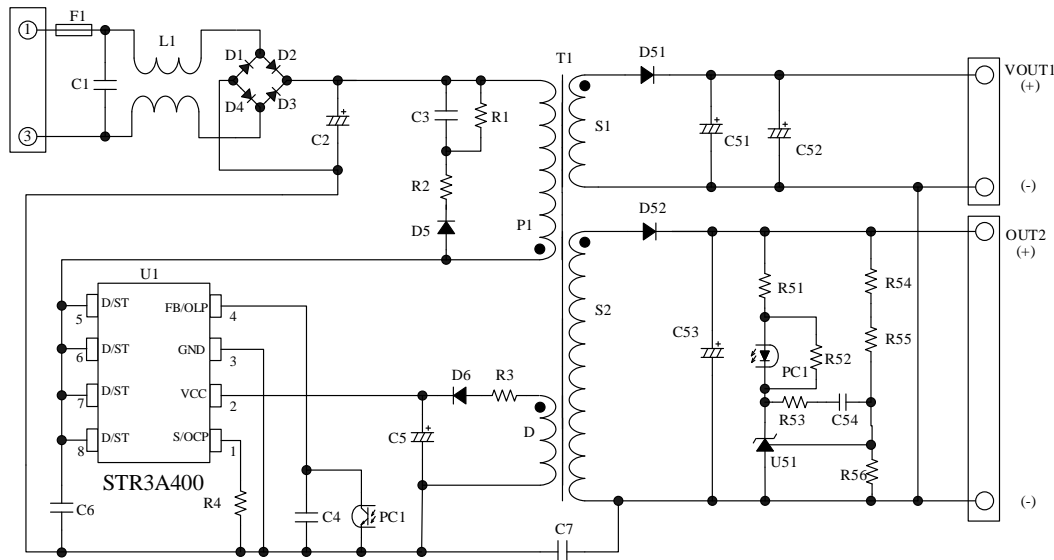 F1
1
L1
D1
D2
D4
D3
C1
3
C2
C3
R1
R2
D5
P1
T1
S1
D51
C51
C52
VOUT1
(+)
(-)
D52
S2
C53
R51
PC1
R52
R53
C54
U51
R54
R55
R56
OUT2
(+)
(-)
U1
D/ST
5
D/ST
6
D/ST
7
D/ST
8
FB/OLP
4
GND
3
VCC
2
S/OCP
1
STR3A400
C6
R4
C4
PC1
C5
D6
R3
D
C7